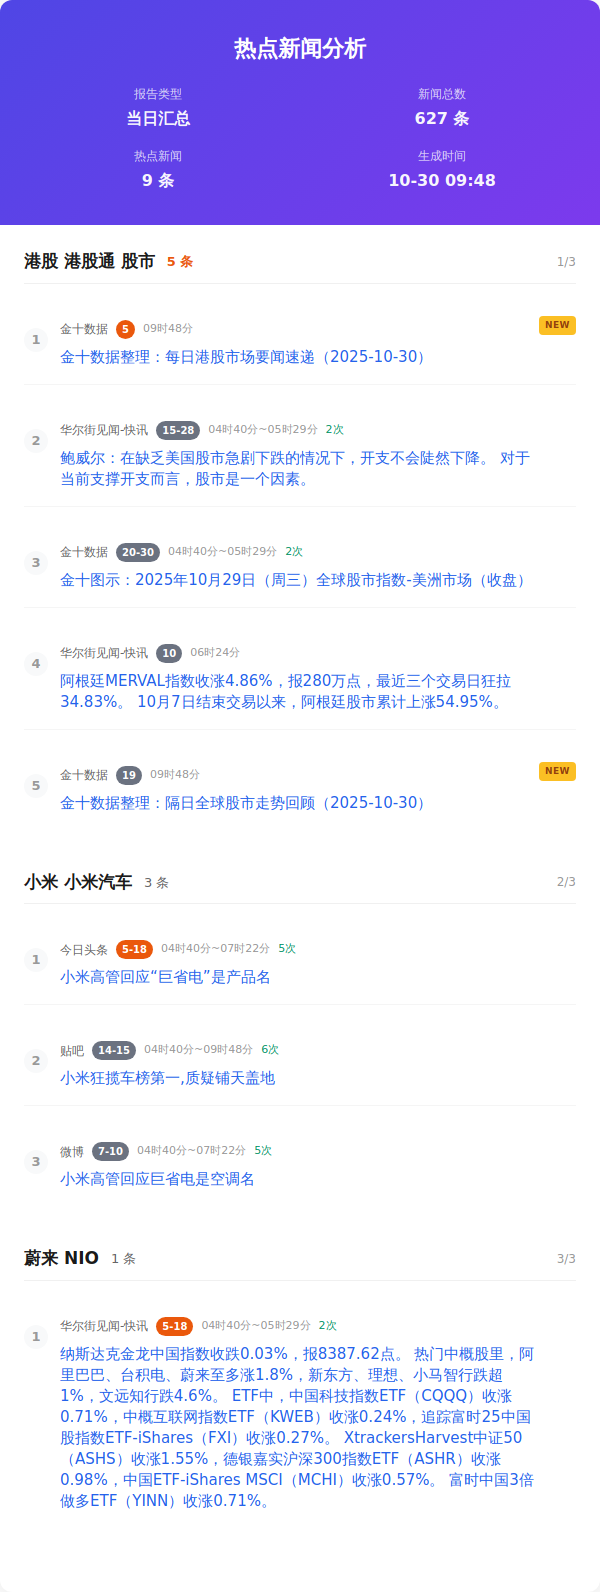 热点新闻分析
报告类型
当日汇总
新闻总数
627 条
热点新闻
9 条
生成时间
10-30 09:48
港股 港股通 股市 5 条 1/3
1 金十数据 5 09时48分 NEW
金十数据整理：每日港股市场要闻速递（2025-10-30）
2 华尔街见闻-快讯 15-28 04时40分~05时29分 2次
鲍威尔：在缺乏美国股市急剧下跌的情况下，开支不会陡然下降。 对于
当前支撑开支而言，股市是一个因素。
3 金十数据 20-30 04时40分~05时29分 2次
金十图示：2025年10月29日（周三）全球股市指数-美洲市场（收盘）
4 华尔街见闻-快讯 10 06时24分
阿根廷MERVAL指数收涨4.86%，报280万点，最近三个交易日狂拉
34.83%。 10月7日结束交易以来，阿根廷股市累计上涨54.95%。
5 金十数据 19 09时48分 NEW
金十数据整理：隔日全球股市走势回顾（2025-10-30）
小米 小米汽车 3 条 2/3
1 今日头条 5-18 04时40分~07时22分 5次
小米高管回应“巨省电”是产品名
2 贴吧 14-15 04时40分~09时48分 6次
小米狂揽车榜第一,质疑铺天盖地
3 微博 7-10 04时40分~07时22分 5次
小米高管回应巨省电是空调名
蔚来 NIO 1 条 3/3
1 华尔街见闻-快讯 5-18 04时40分~05时29分 2次
纳斯达克金龙中国指数收跌0.03%，报8387.62点。 热门中概股里，阿
里巴巴、台积电、蔚来至多涨1.8%，新东方、理想、小马智行跌超
1%，文远知行跌4.6%。 ETF中，中国科技指数ETF（CQQQ）收涨
0.71%，中概互联网指数ETF（KWEB）收涨0.24%，追踪富时25中国
股指数ETF-iShares（FXI）收涨0.27%。 XtrackersHarvest中证50
（ASHS）收涨1.55%，德银嘉实沪深300指数ETF（ASHR）收涨
0.98%，中国ETF-iShares MSCI（MCHI）收涨0.57%。 富时中国3倍
做多ETF（YINN）收涨0.71%。